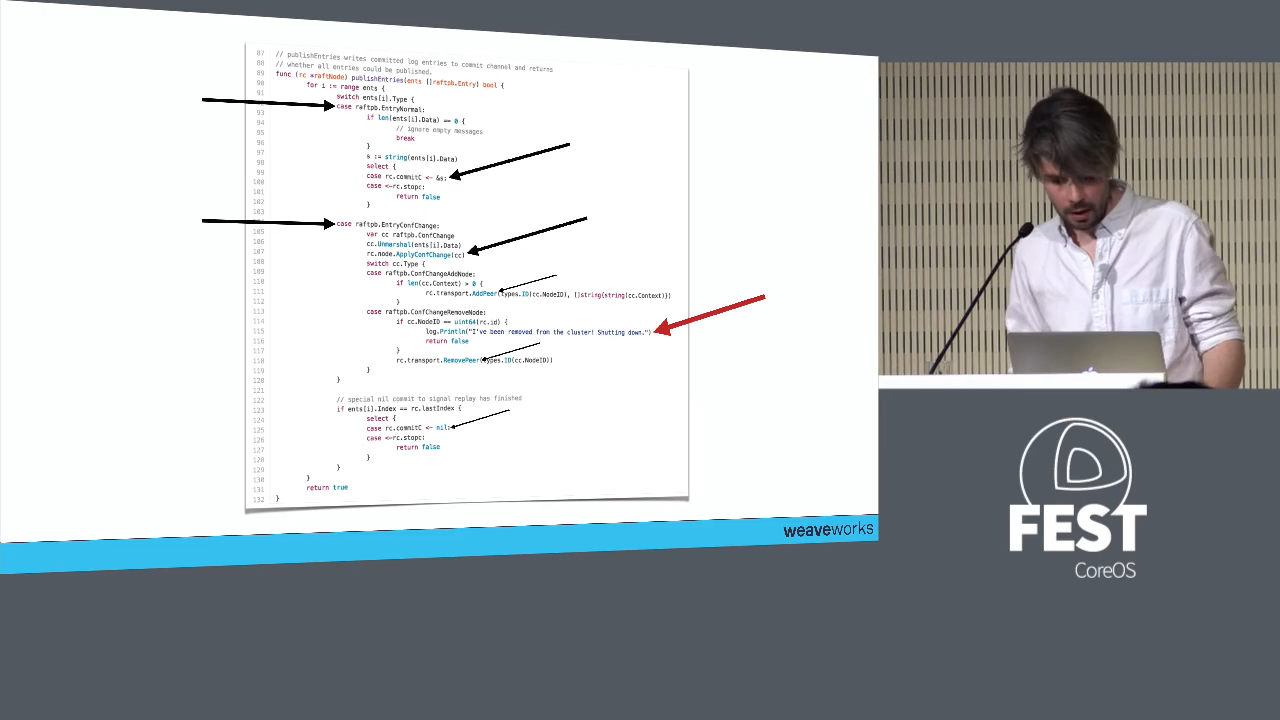 87 // publishEntries writes committed log entries to commit channel and returns
88 // whether all entries could be published.
89 func (rc *raftNode) publishEntries(ents []raftpb.Entry) bool {
90 for i := range ents {
91 switch ents[i].Type {
case raftpb.EntryNormal:
93 if len(ents[i].Data) == 0 {
94 // ignore empty messages
95 break
96 }
97 s := string(ents[i].Data)
98 select {
99 case rc.commitC <- &s:
100 case <-rc.stopc:
101 return false
102 }
103
case raftpb.EntryConfChange:
105 var cc raftpb.ConfChange
106 cc.Unmarshal(ents[i].Data)
107 rc.node.ApplyConfChange(cc)
108 switch cc.Type {
109 case raftpb.ConfChangeAddNode:
110 if len(cc.Context) > 0 {
111 rc.transport.AddPeer(types.ID(cc.NodeID), []string{string(cc.Context)})
112 }
113 case raftpb.ConfChangeRemoveNode:
114 if cc.NodeID == uint64(rc.id) {
115 log.Println("I've been removed from the cluster! Shutting down.")
116 return false
117 }
118 rc.transport.RemovePeer(types.ID(cc.NodeID))
119 }
120 }
121
122 // special nil commit to signal replay has finished
123 if ents[i].Index == rc.lastIndex {
124 select {
125 case rc.commitC <- nil:
126 case <-rc.stopc:
127 return false
128 }
129 }
130 }
131 return true
132 }
weaveworks
FEST
CoreOS